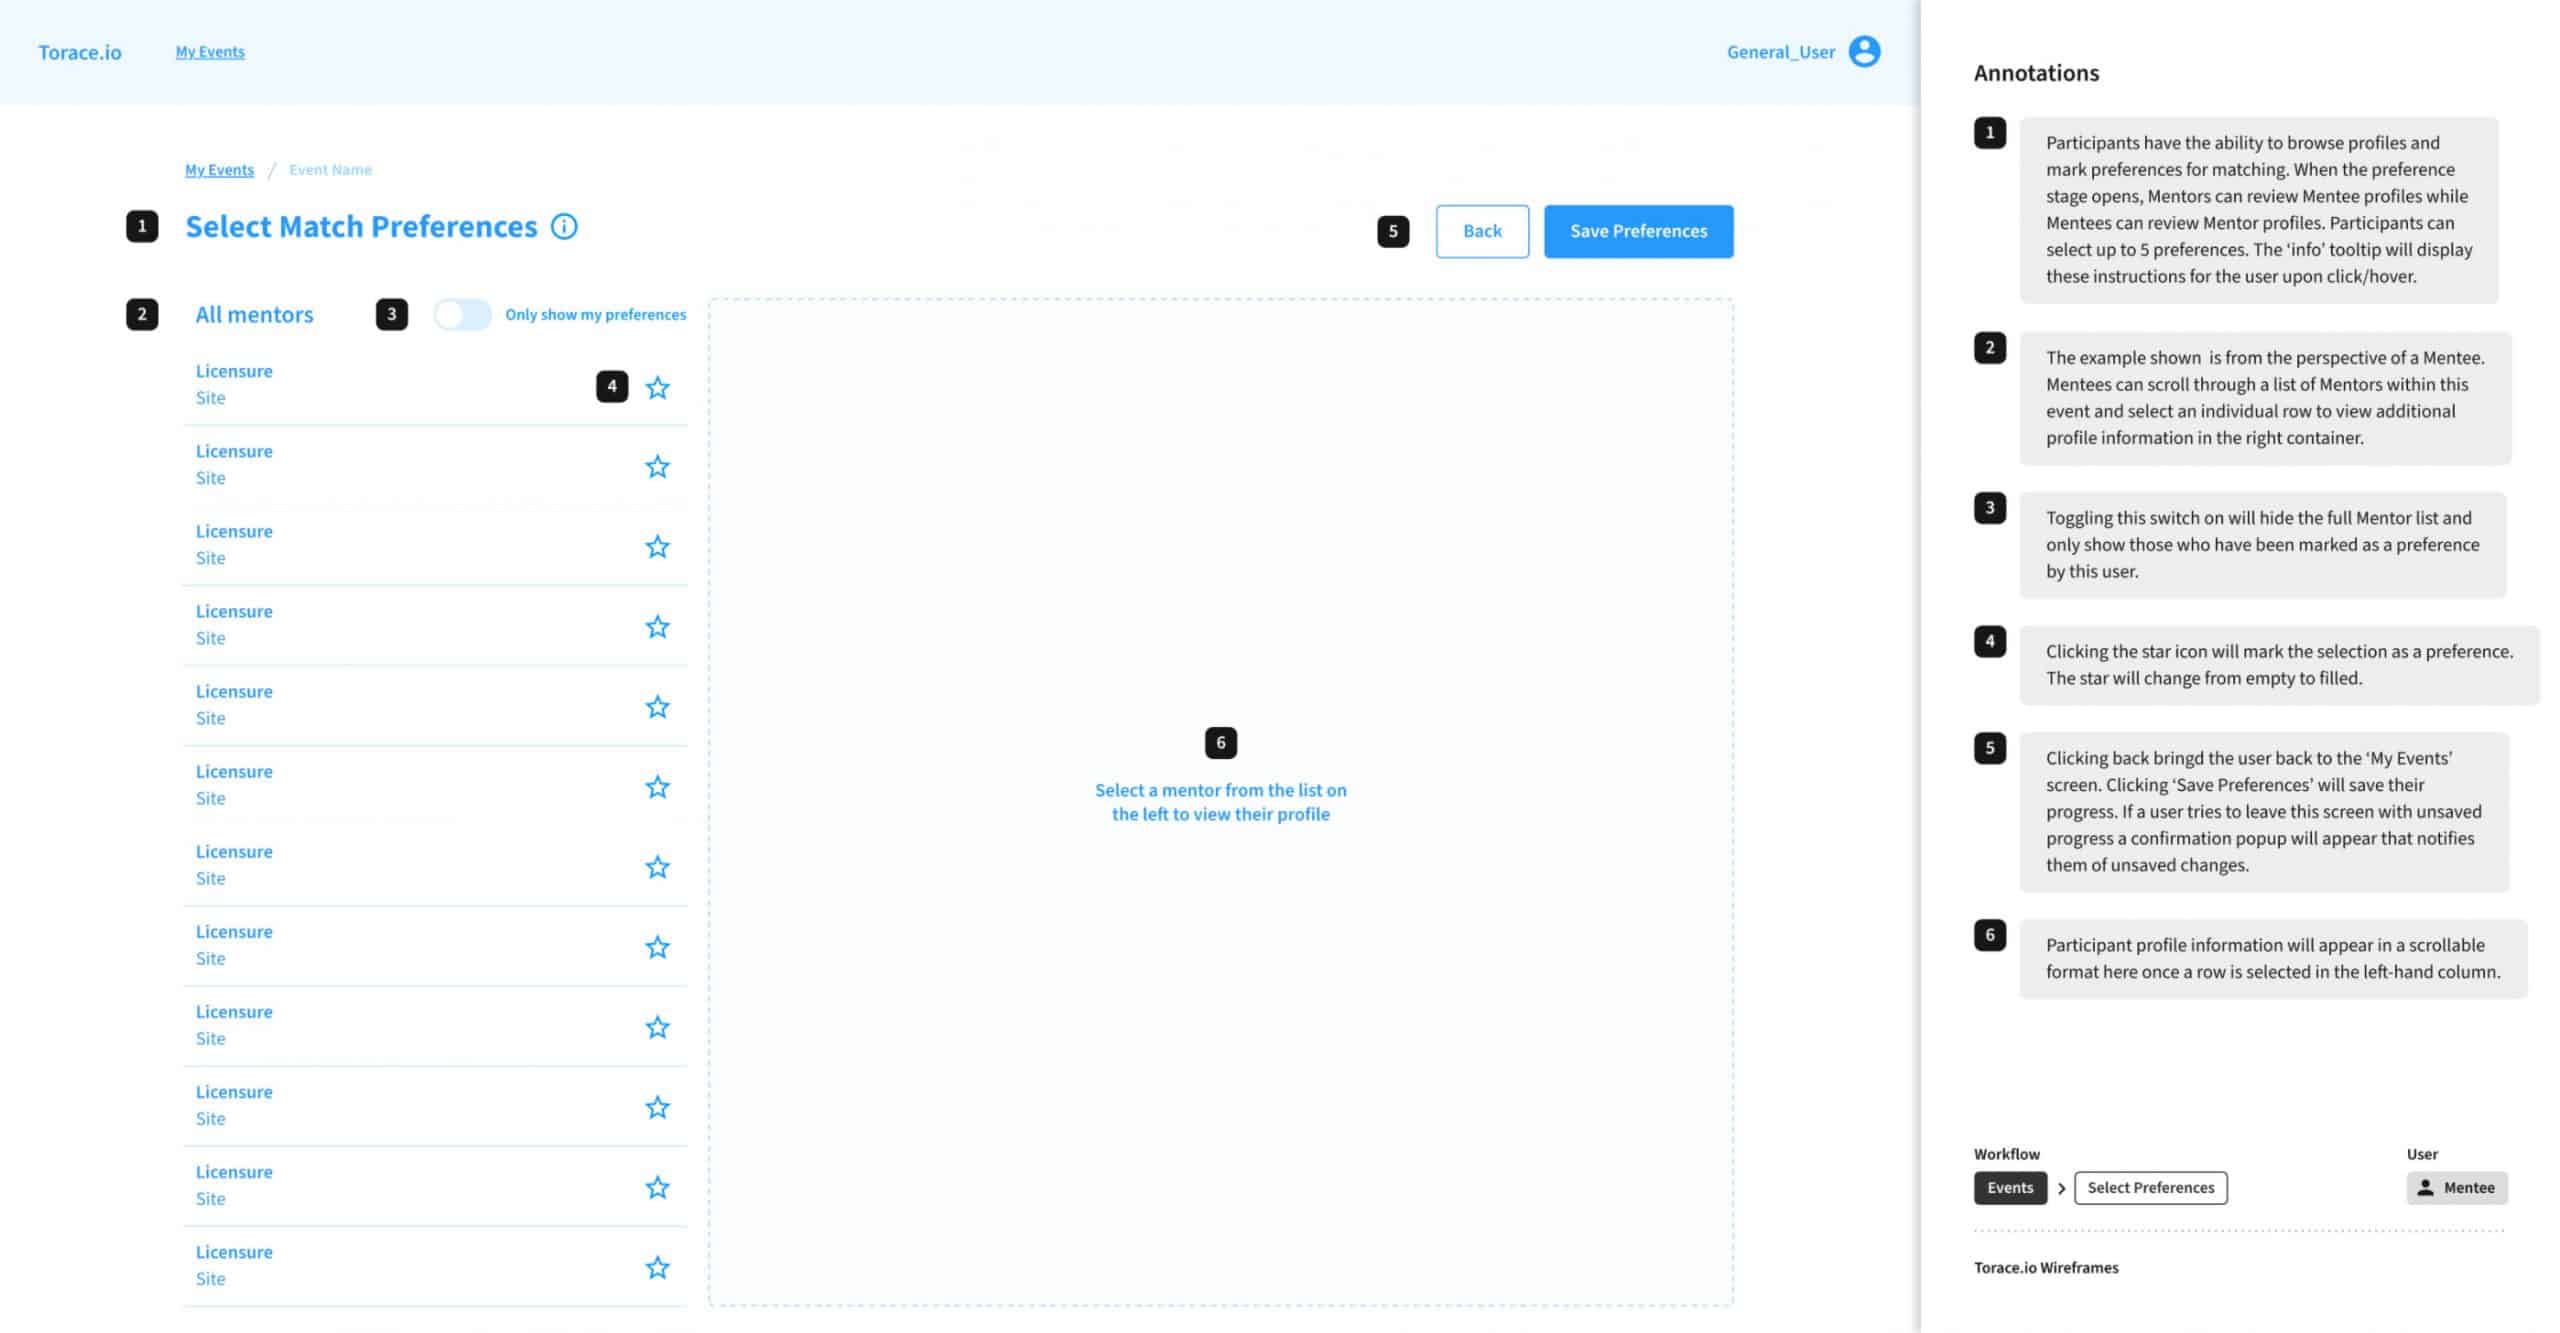 Torace.io
My Events
General_User
My Events / Event Name
1
Select Match Preferences
5
Back
Save Preferences
2
All mentors
3
Only show my preferences
Licensure
Site
4
Licensure
Site
Licensure
Site
Licensure
Site
Licensure
Site
Licensure
Site
Licensure
Site
Licensure
Site
Licensure
Site
Licensure
Site
Licensure
Site
Licensure
Site
6
Select a mentor from the list on
the left to view their profile
Annotations
1
Participants have the ability to browse profiles and
mark preferences for matching. When the preference
stage opens, Mentors can review Mentee profiles while
Mentees can review Mentor profiles. Participants can
select up to 5 preferences. The ‘info’ tooltip will display
these instructions for the user upon click/hover.
2
The example shown is from the perspective of a Mentee.
Mentees can scroll through a list of Mentors within this
event and select an individual row to view additional
profile information in the right container.
3
Toggling this switch on will hide the full Mentor list and
only show those who have been marked as a preference
by this user.
4
Clicking the star icon will mark the selection as a preference.
The star will change from empty to filled.
5
Clicking back bringd the user back to the ‘My Events’
screen. Clicking ‘Save Preferences’ will save their
progress. If a user tries to leave this screen with unsaved
progress a confirmation popup will appear that notifies
them of unsaved changes.
6
Participant profile information will appear in a scrollable
format here once a row is selected in the left-hand column.
Workflow
User
Events > Select Preferences
Mentee
Torace.io Wireframes